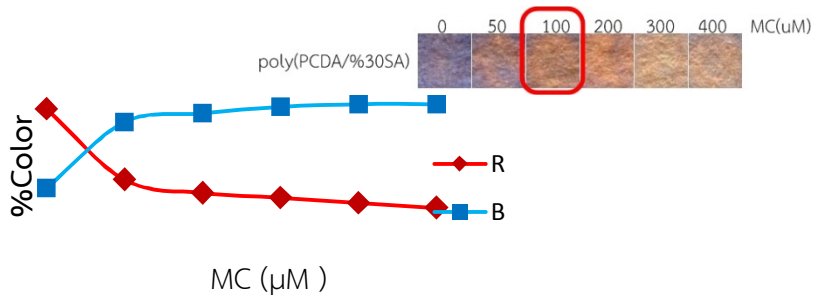 0 50 100 200 300 400 MC(uM)
poly(PCDA/%30SA)
%Color
R
B
MC (µM )